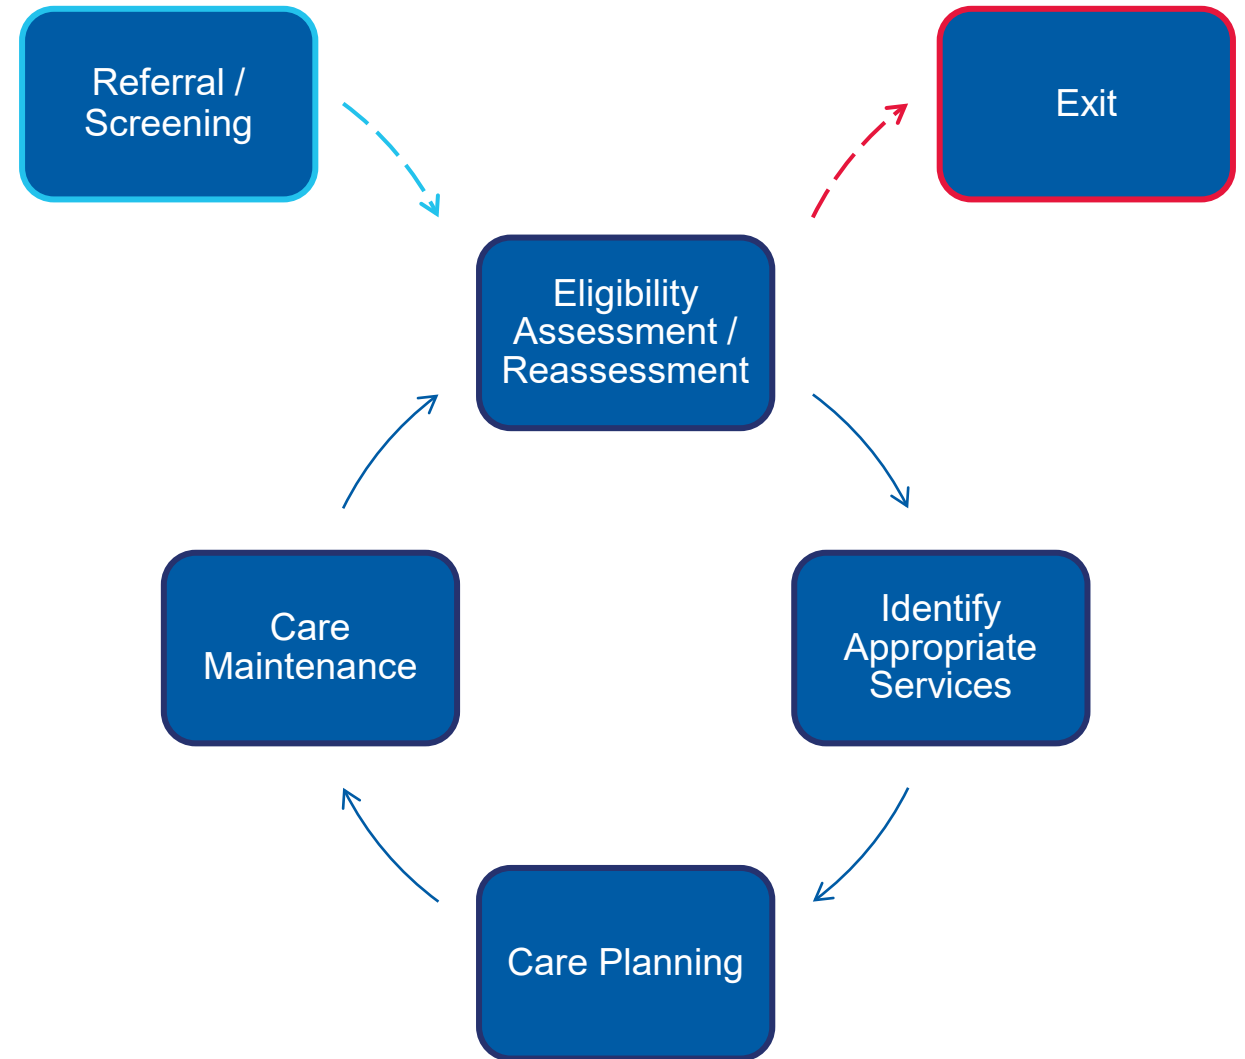 Referral /
Screening
Exit
Eligibility
Assessment /
Reassessment
Care
Maintenance
Identify
Appropriate
Services
Care Planning